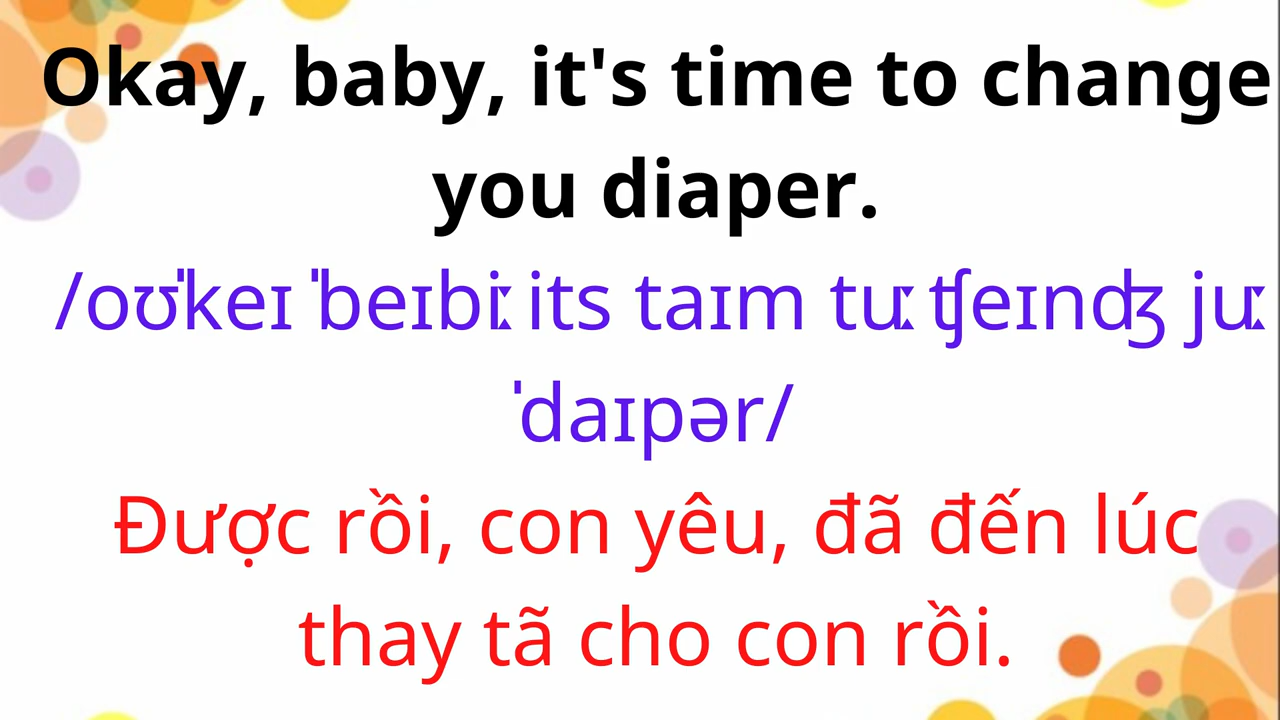 Okay, baby, it's time to change
you diaper.
/oʊˈkeɪ ˈbeɪbiː its taɪm tuː ʧeɪnʤ juː
ˈdaɪpər/
Được rồi, con yêu, đã đến lúc
thay tã cho con rồi.